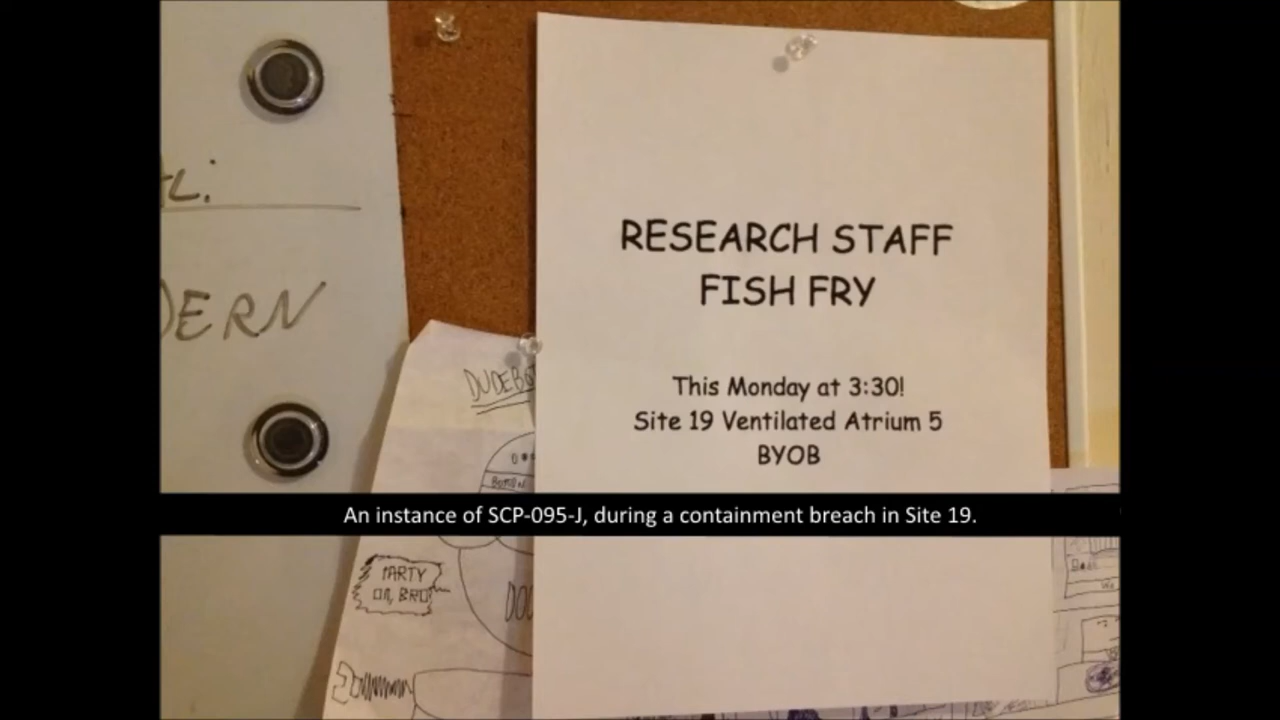 RESEARCH STAFF
FISH FRY
This Monday at 3:30!
Site 19 Ventilated Atrium 5
BYOB
DERN
PARTY
ON, BRO
An instance of SCP-095-J, during a containment breach in Site 19.